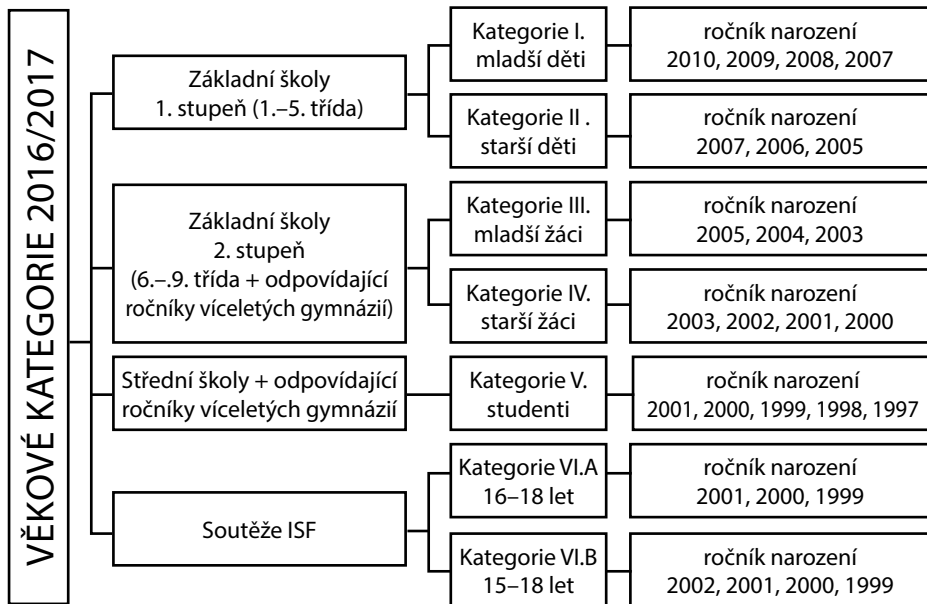 VĚKOVÉ KATEGORIE 2016/2017
Základní školy
1. stupeň (1.–5. třída)
Kategorie I.
mladší děti
ročník narození
2010, 2009, 2008, 2007
Kategorie II .
starší děti
ročník narození
2007, 2006, 2005
Základní školy
2. stupeň
(6.–.9. třída + odpovídající
ročníky víceletých gymnázií)
Kategorie III.
mladší žáci
ročník narození
2005, 2004, 2003
Kategorie IV.
starší žáci
ročník narození
2003, 2002, 2001, 2000
Střední školy + odpovídající
ročníky víceletých gymnázií
Kategorie V.
studenti
ročník narození
2001, 2000, 1999, 1998, 1997
Soutěže ISF
Kategorie VI.A
16–18 let
ročník narození
2001, 2000, 1999
Kategorie VI.B
15–18 let
ročník narození
2002, 2001, 2000, 1999